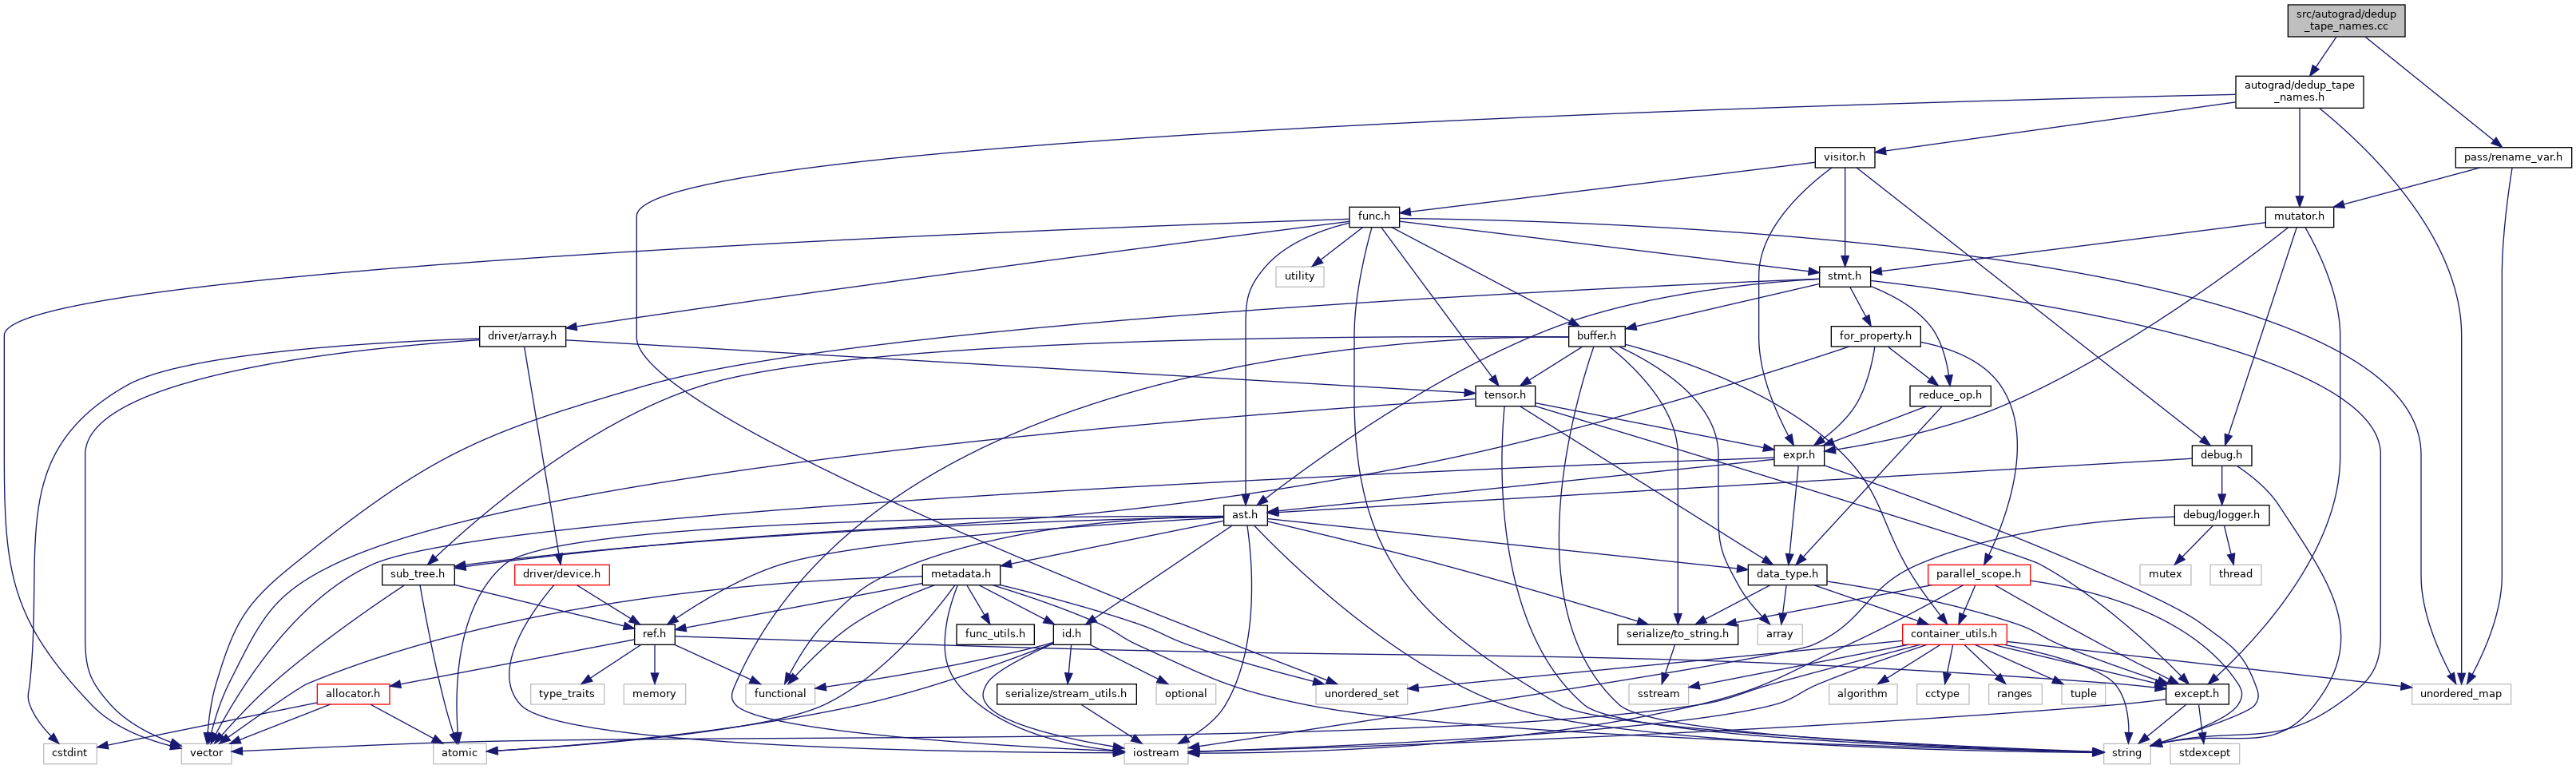 src/autograd/dedup
_tape_names.cc
autograd/dedup_tape
_names.h
visitor.h
pass/rename_var.h
func.h
mutator.h
utility
stmt.h
driver/array.h
buffer.h
for_property.h
tensor.h
reduce_op.h
expr.h
debug.h
ast.h
debug/logger.h
sub_tree.h
driver/device.h
metadata.h
data_type.h
parallel_scope.h
mutex
thread
ref.h
func_utils.h
id.h
serialize/to_string.h
array
container_utils.h
allocator.h
type_traits
memory
functional
serialize/stream_utils.h
optional
unordered_set
sstream
algorithm
cctype
ranges
tuple
except.h
unordered_map
cstdint
vector
atomic
iostream
string
stdexcept